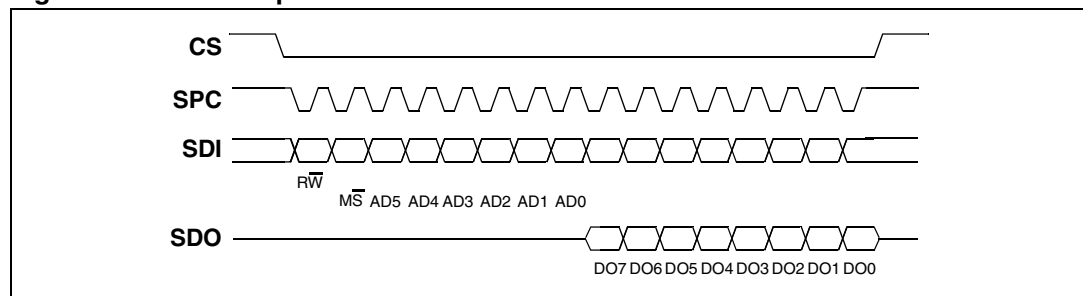 CS
SPC
SDI
RW
MS AD5 AD4 AD3 AD2 AD1 AD0
SDO
DO7 DO6 DO5 DO4 DO3 DO2 DO1 DO0